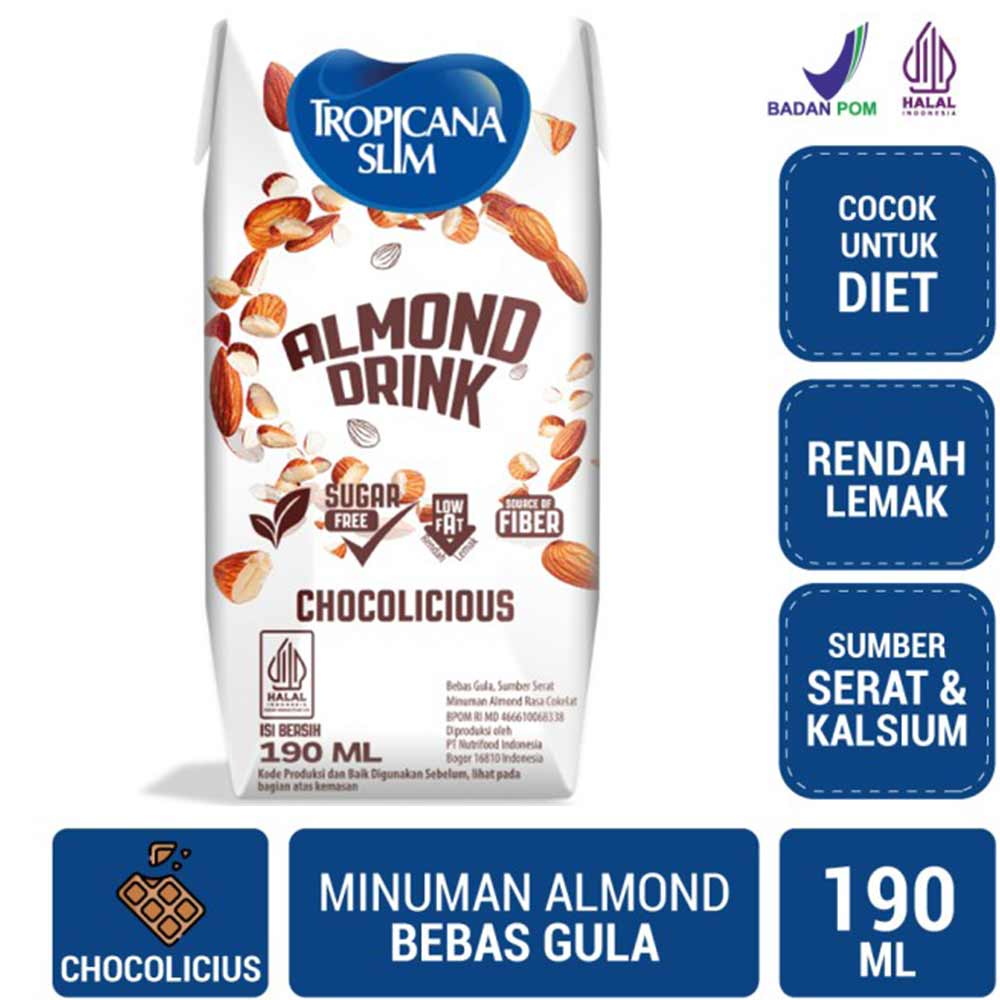 TROPICANA
SLIM
ALMOND
DRINK
SUGAR
FREE
LOW
FAT
Rendah Lemak
SOURCE OF
FIBER
CHOCOLICIOUS
HALAL
INDONESIA
ISI BERSIH
190 ML
Kode Produksi dan Baik Digunakan Sebelum, lihat pada
bagian atas kemasan
Bebas Gula, Sumber Serat
Minuman Almond Rasa Cokelat
BPOM RI MD 466610068338
Diproduksi oleh
PT Nutrifood Indonesia
Bogor 16810 Indonesia
BADAN POM
HALAL
INDONESIA
COCOK
UNTUK
DIET
RENDAH
LEMAK
SUMBER
SERAT &
KALSIUM
CHOCOLICIUS
MINUMAN ALMOND
BEBAS GULA
190
ML